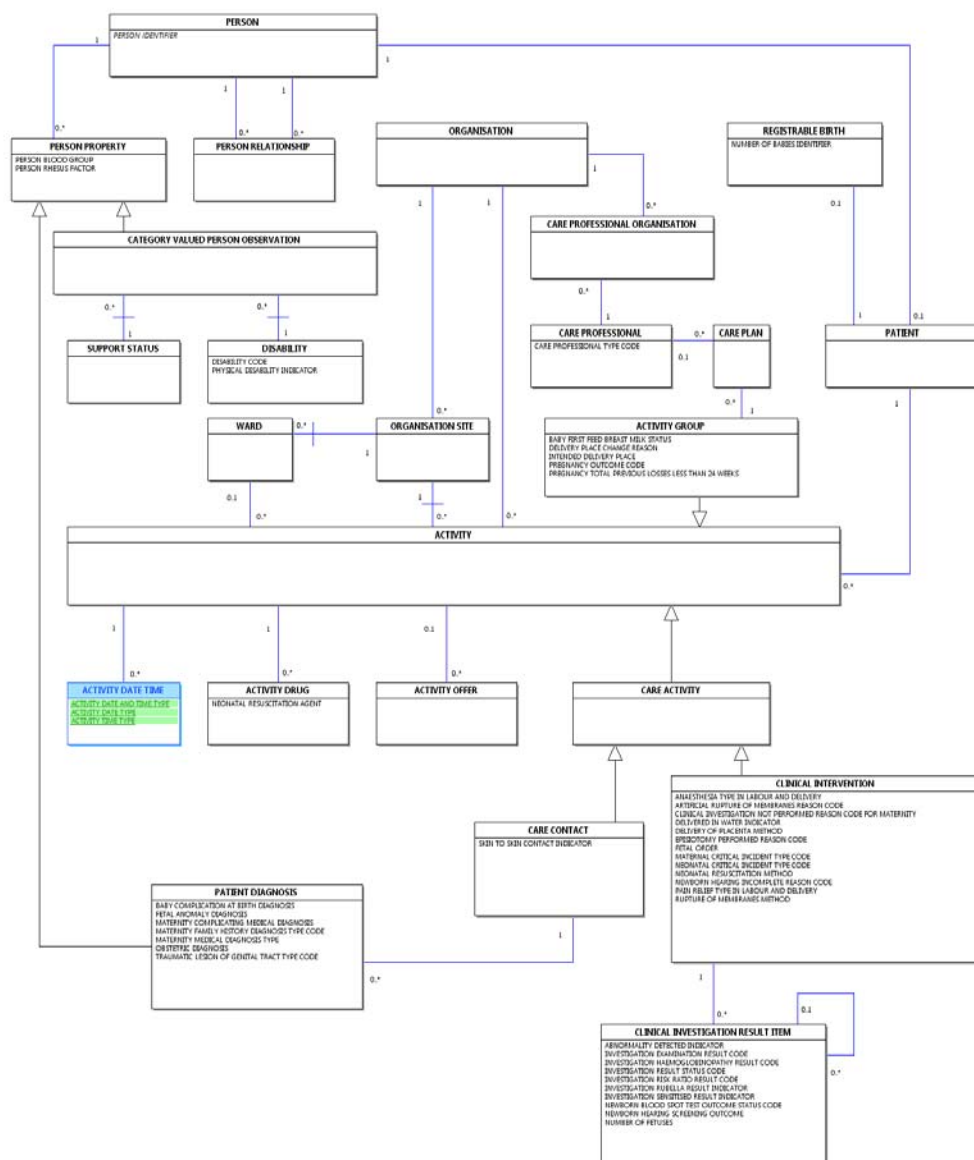 PERSON
PERSON IDENTIFIER
1
1
1
1
1
0..*
0..*
0..*
PERSON PROPERTY
PERSON BLOOD GROUP
PERSON RHESUS FACTOR
PERSON RELATIONSHIP
ORGANISATION
REGISTRABLE BIRTH
NUMBER OF BABIES IDENTIFIER
1
1
1
0..*
0..1
CARE PROFESSIONAL ORGANISATION
CATEGORY VALUED PERSON OBSERVATION
0..*
0..*
0..*
1
1
1
1
0..1
SUPPORT STATUS
DISABILITY
DISABILITY CODE
PHYSICAL DISABILITY INDICATOR
CARE PROFESSIONAL
CARE PROFESSIONAL TYPE CODE
0..*
0..1
CARE PLAN
PATIENT
0..*
1
1
0..*
WARD
0..*
1
ORGANISATION SITE
ACTIVITY GROUP
BABY FIRST FEED BREAST MILK STATUS
DELIVERY PLACE CHANGE REASON
INTENDED DELIVERY PLACE
PREGNANCY OUTCOME CODE
PREGNANCY TOTAL PREVIOUS LOSSES LESS THAN 24 WEEKS
0..1
0..*
1
0..*
0..*
ACTIVITY
0..*
1
1
0..1
0..*
0..*
0..*
ACTIVITY DATE TIME
ACTIVITY DATE AND TIME TYPE
ACTIVITY DATE TYPE
ACTIVITY TIME TYPE
ACTIVITY DRUG
NEONATAL RESUSCITATION AGENT
ACTIVITY OFFER
CARE ACTIVITY
CLINICAL INTERVENTION
ANAESTHESIA TYPE IN LABOUR AND DELIVERY
ARTIFICIAL RUPTURE OF MEMBRANES REASON CODE
CLINICAL INVESTIGATION NOT PERFORMED REASON CODE FOR MATERNITY
DELIVERED IN WATER INDICATOR
DELIVERY OF PLACENTA METHOD
EPISIOTOMY PERFORMED REASON CODE
FETAL ORDER
MATERNAL CRITICAL INCIDENT TYPE CODE
NEONATAL CRITICAL INCIDENT TYPE CODE
NEONATAL RESUSCITATION METHOD
NEWBORN HEARING INCOMPLETE REASON CODE
PAIN RELIEF TYPE IN LABOUR AND DELIVERY
RUPTURE OF MEMBRANES METHOD
CARE CONTACT
SKIN TO SKIN CONTACT INDICATOR
PATIENT DIAGNOSIS
BABY COMPLICATION AT BIRTH DIAGNOSIS
FETAL ANOMALY DIAGNOSIS
MATERNITY COMPLICATING MEDICAL DIAGNOSIS
MATERNITY FAMILY HISTORY DIAGNOSIS TYPE CODE
MATERNITY MEDICAL DIAGNOSIS TYPE
OBSTETRIC DIAGNOSIS
TRAUMATIC LESION OF GENITAL TRACT TYPE CODE
1
0..*
1
0..*
0..1
0..*
CLINICAL INVESTIGATION RESULT ITEM
ABNORMALITY DETECTED INDICATOR
INVESTIGATION EXAMINATION RESULT CODE
INVESTIGATION HAEMOGLOBINOPATHY RESULT CODE
INVESTIGATION RESULT STATUS CODE
INVESTIGATION RISK RATIO RESULT CODE
INVESTIGATION RUBELLA RESULT INDICATOR
INVESTIGATION SENSITISED RESULT INDICATOR
NEWBORN BLOOD SPOT TEST OUTCOME STATUS CODE
NEWBORN HEARING SCREENING OUTCOME
NUMBER OF FETUSES